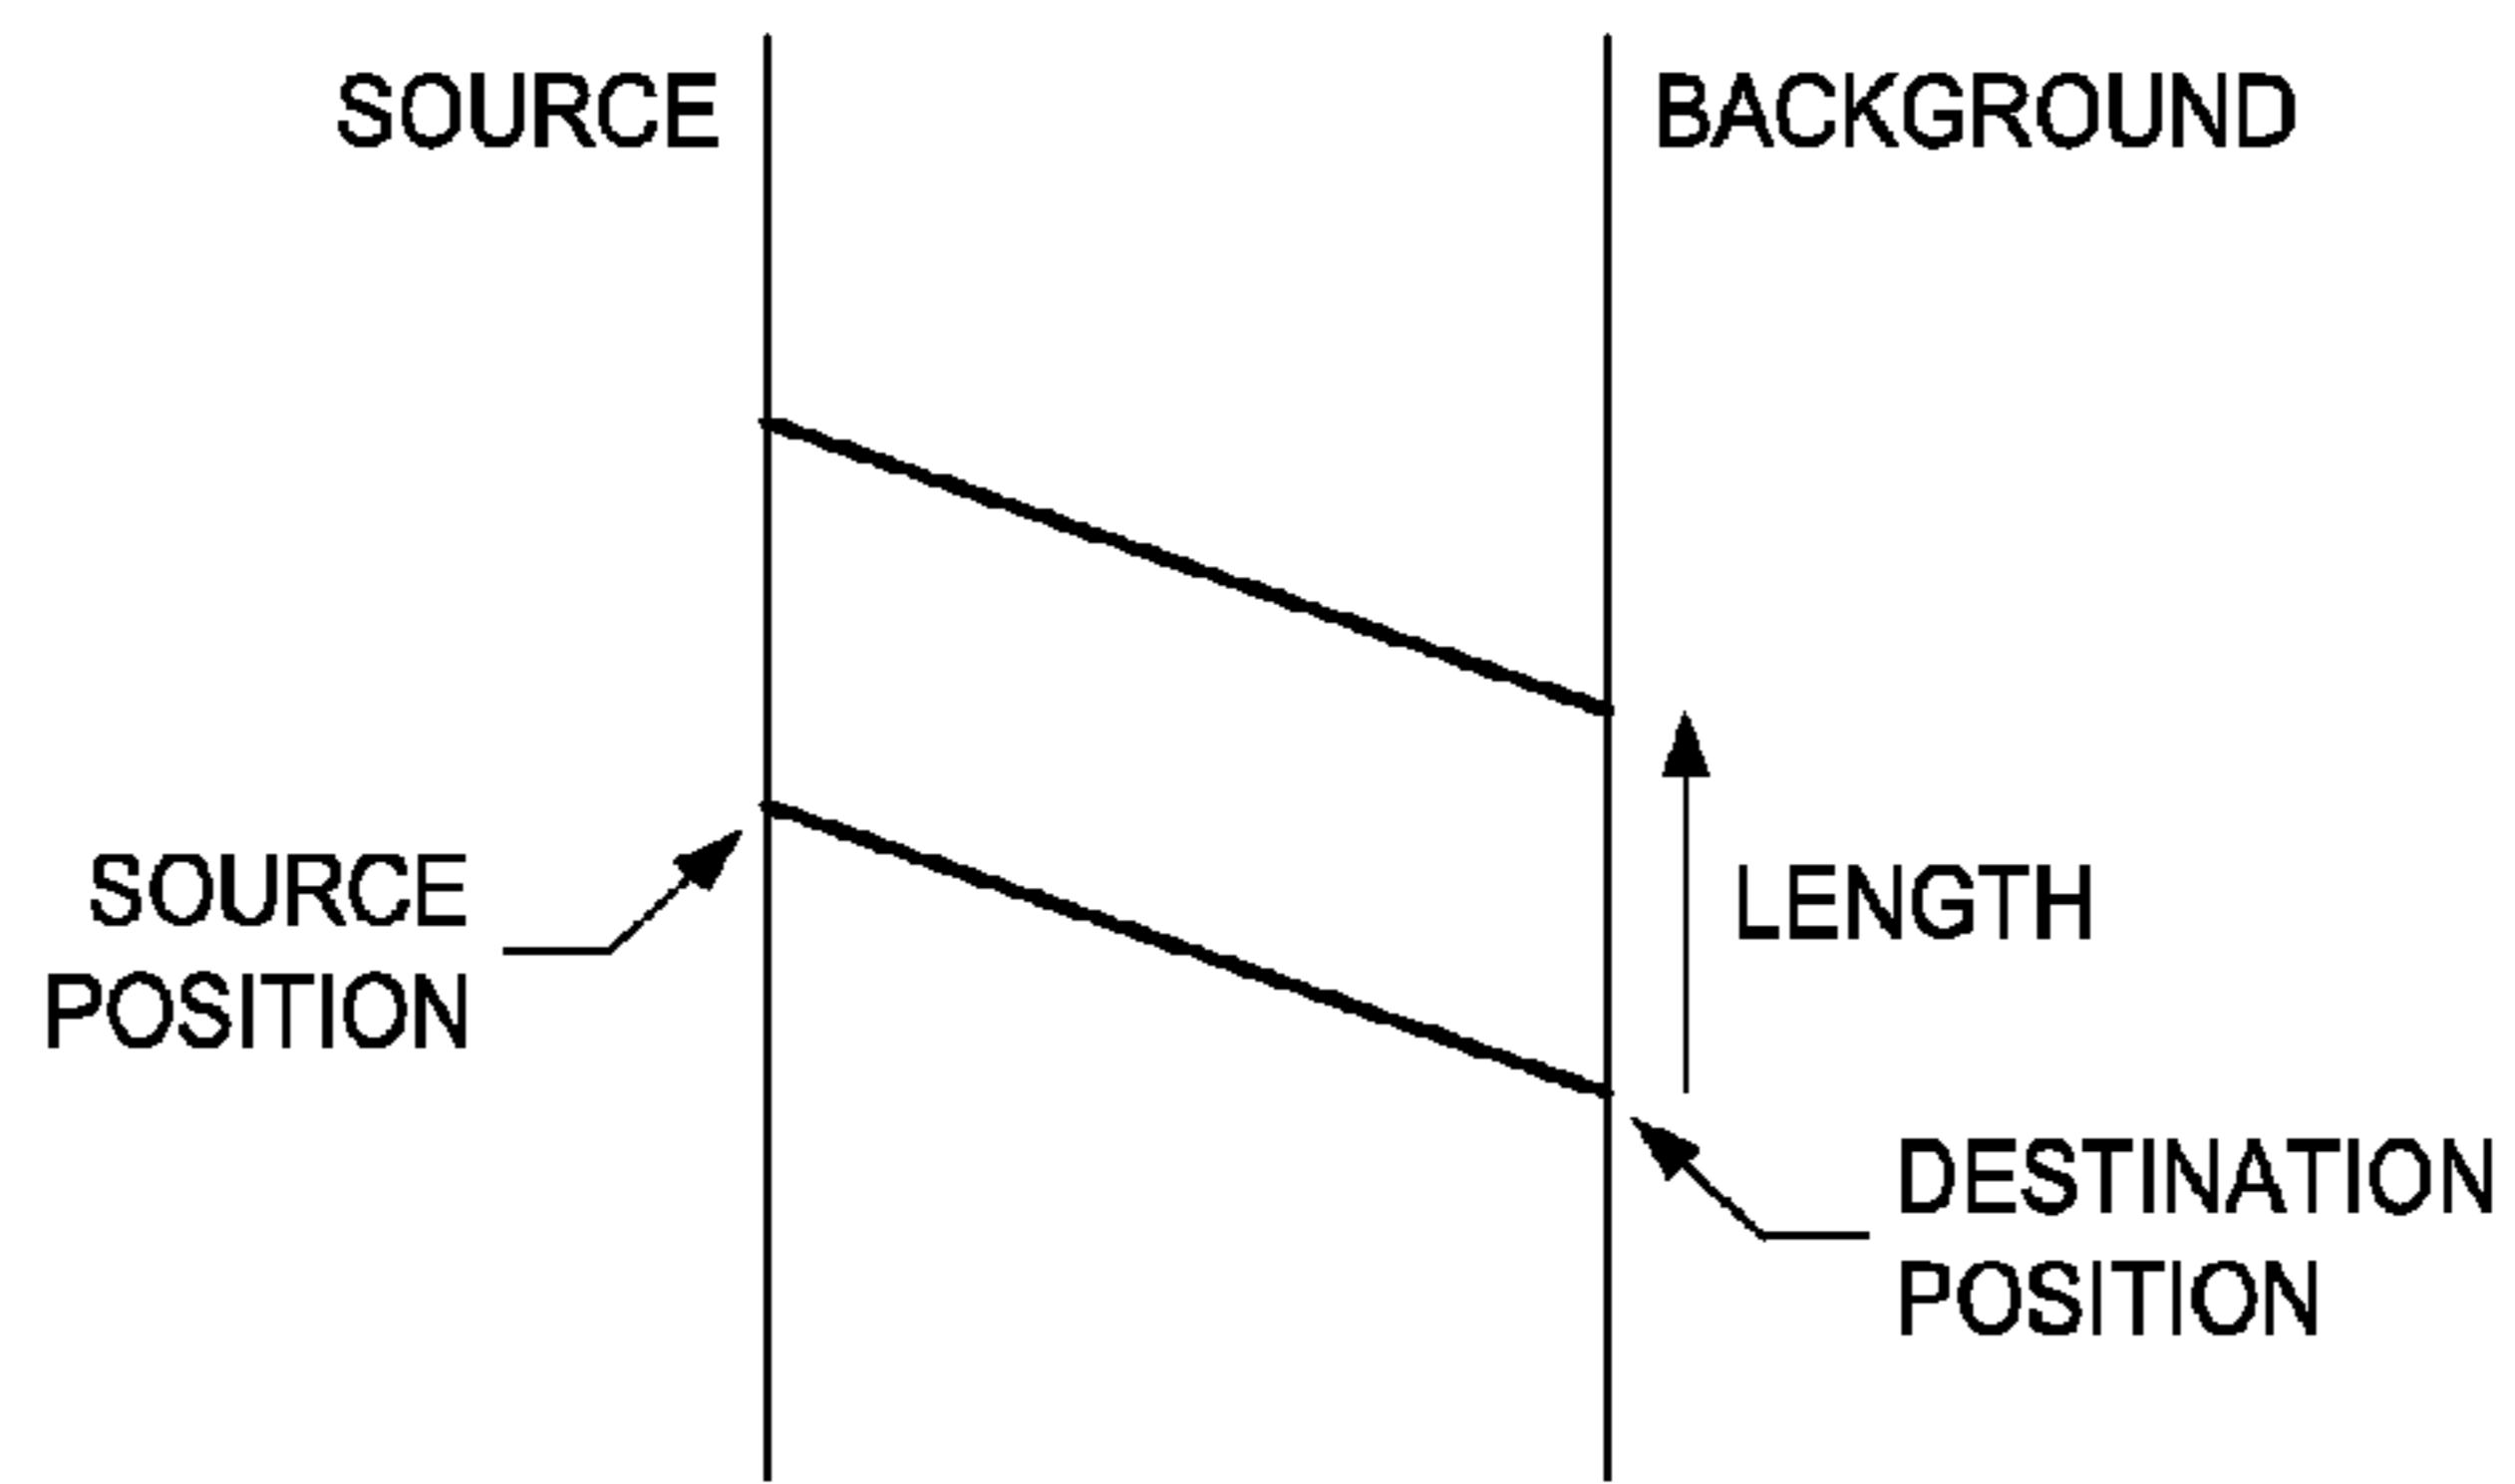 SOURCE
BACKGROUND
SOURCE
POSITION
LENGTH
DESTINATION
POSITION